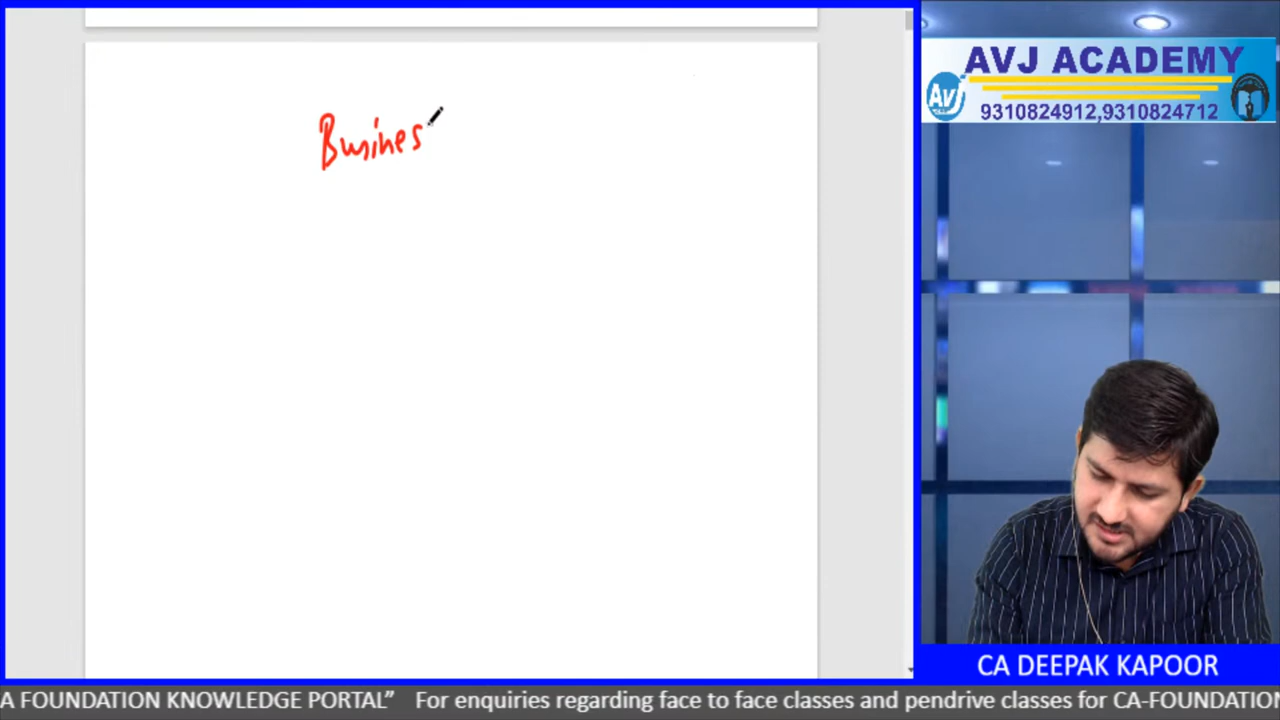 Busines
AVJ ACADEMY
AV
9310824912,9310824712
CA DEEPAK KAPOOR
A FOUNDATION KNOWLEDGE PORTAL” For enquiries regarding face to face classes and pendrive classes for CA-FOUNDATION